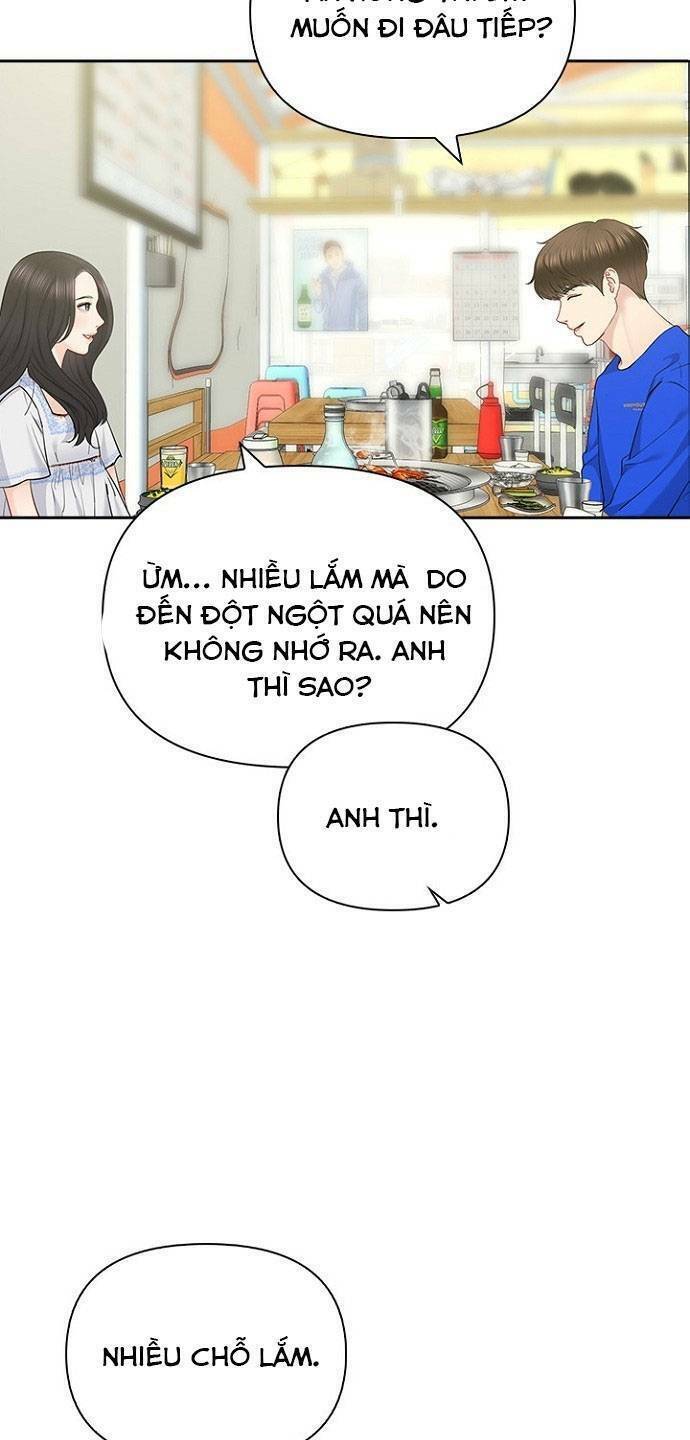 MUỐN ĐI ĐÂU TIẾP?
ỪM... NHIỀU LẮM MÀ DO
ĐẾN ĐỘT NGỘT QUÁ NÊN
KHÔNG NHỚ RA. ANH
THÌ SAO?
ANH THÌ.
NHIỀU CHỖ LẮM.